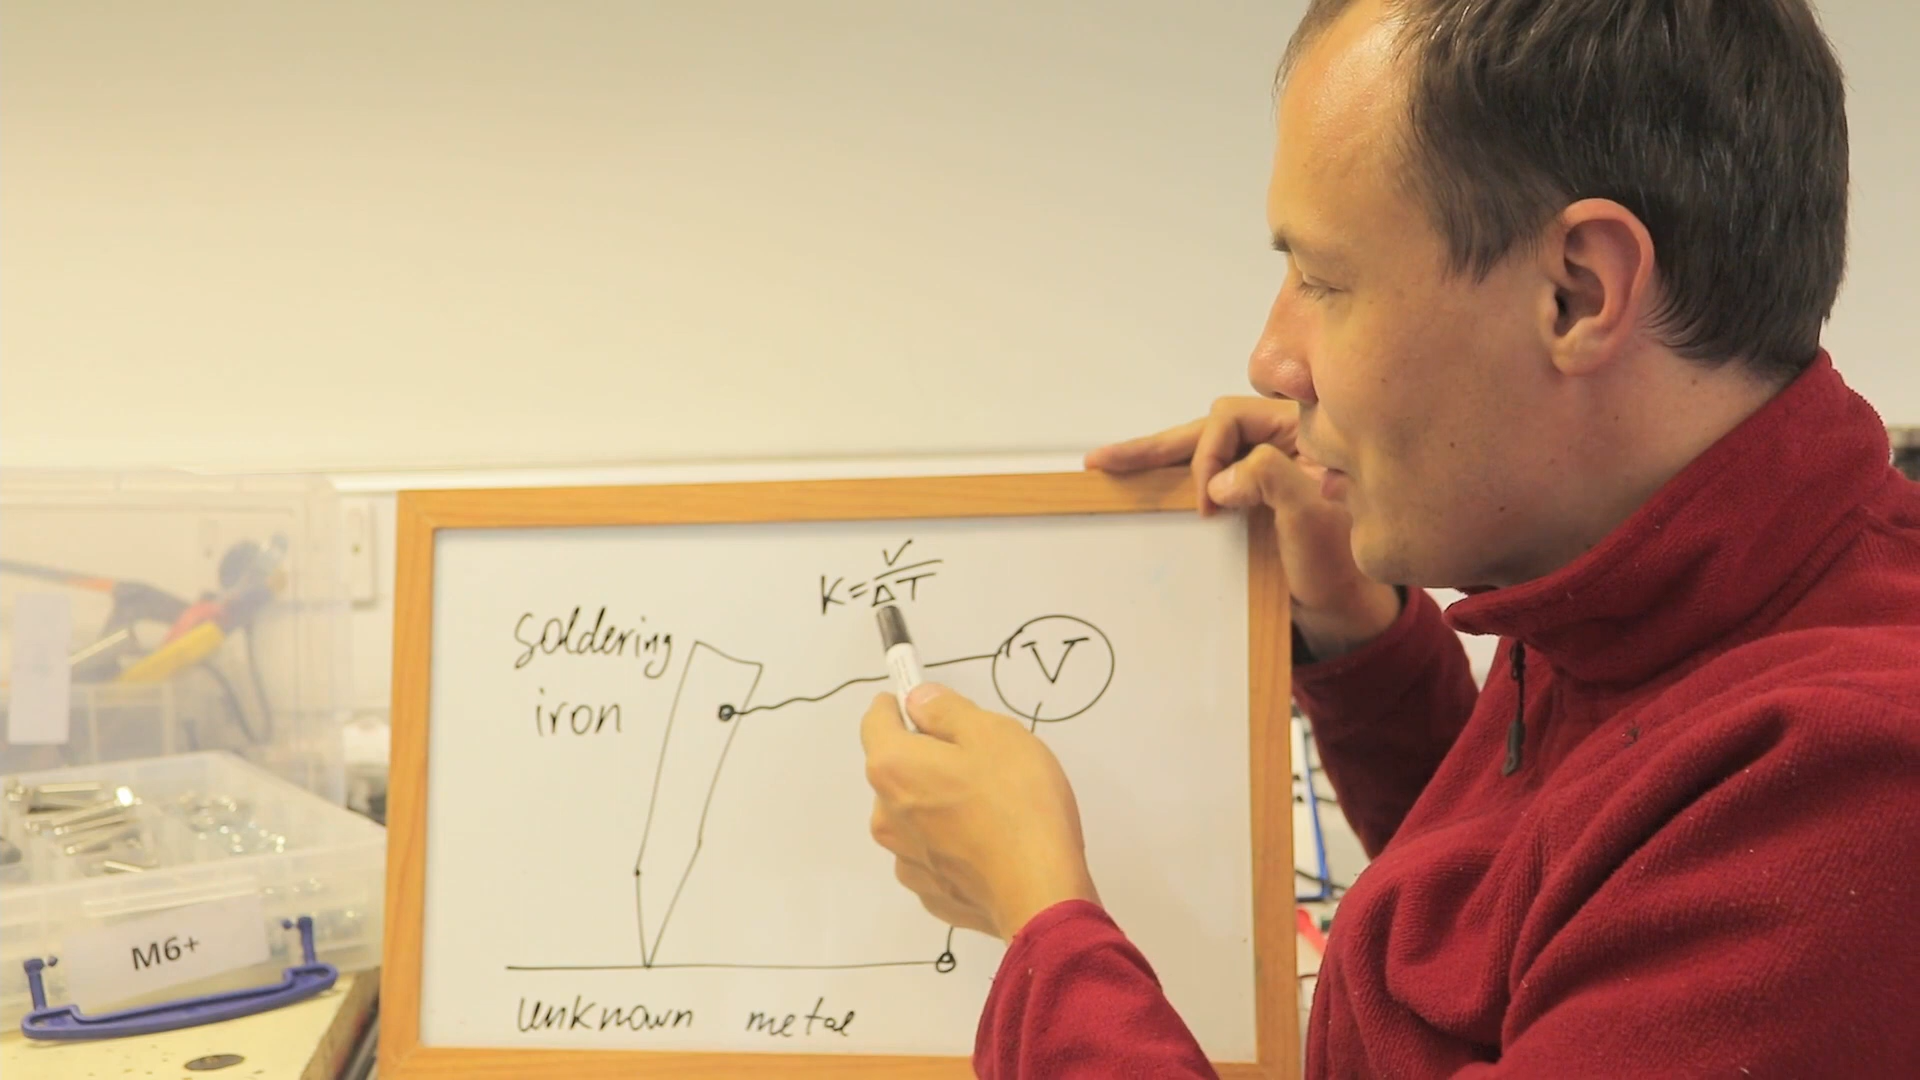 K=V/ΔT
Soldering
iron
V
M6+
unknown metal